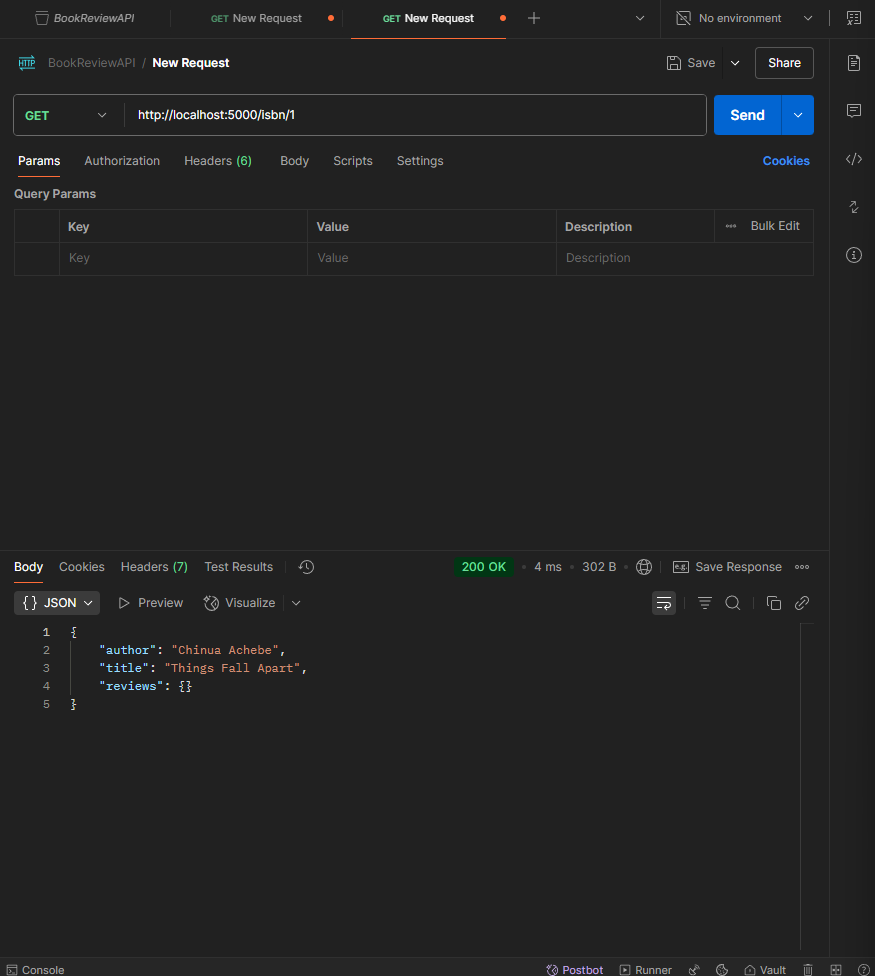 BookReviewAPI GET New Request GET New Request No environment
HTTP BookReviewAPI / New Request Save Share
GET http://localhost:5000/isbn/1 Send
Params Authorization Headers (6) Body Scripts Settings Cookies
Query Params
Key Value Description Bulk Edit
Key Value Description
Body Cookies Headers (7) Test Results 200 OK • 4 ms • 302 B • e.g. Save Response
{} JSON Preview Visualize
1 {
2 "author": "Chinua Achebe",
3 "title": "Things Fall Apart",
4 "reviews": {}
5 }
Console Postbot Runner Vault